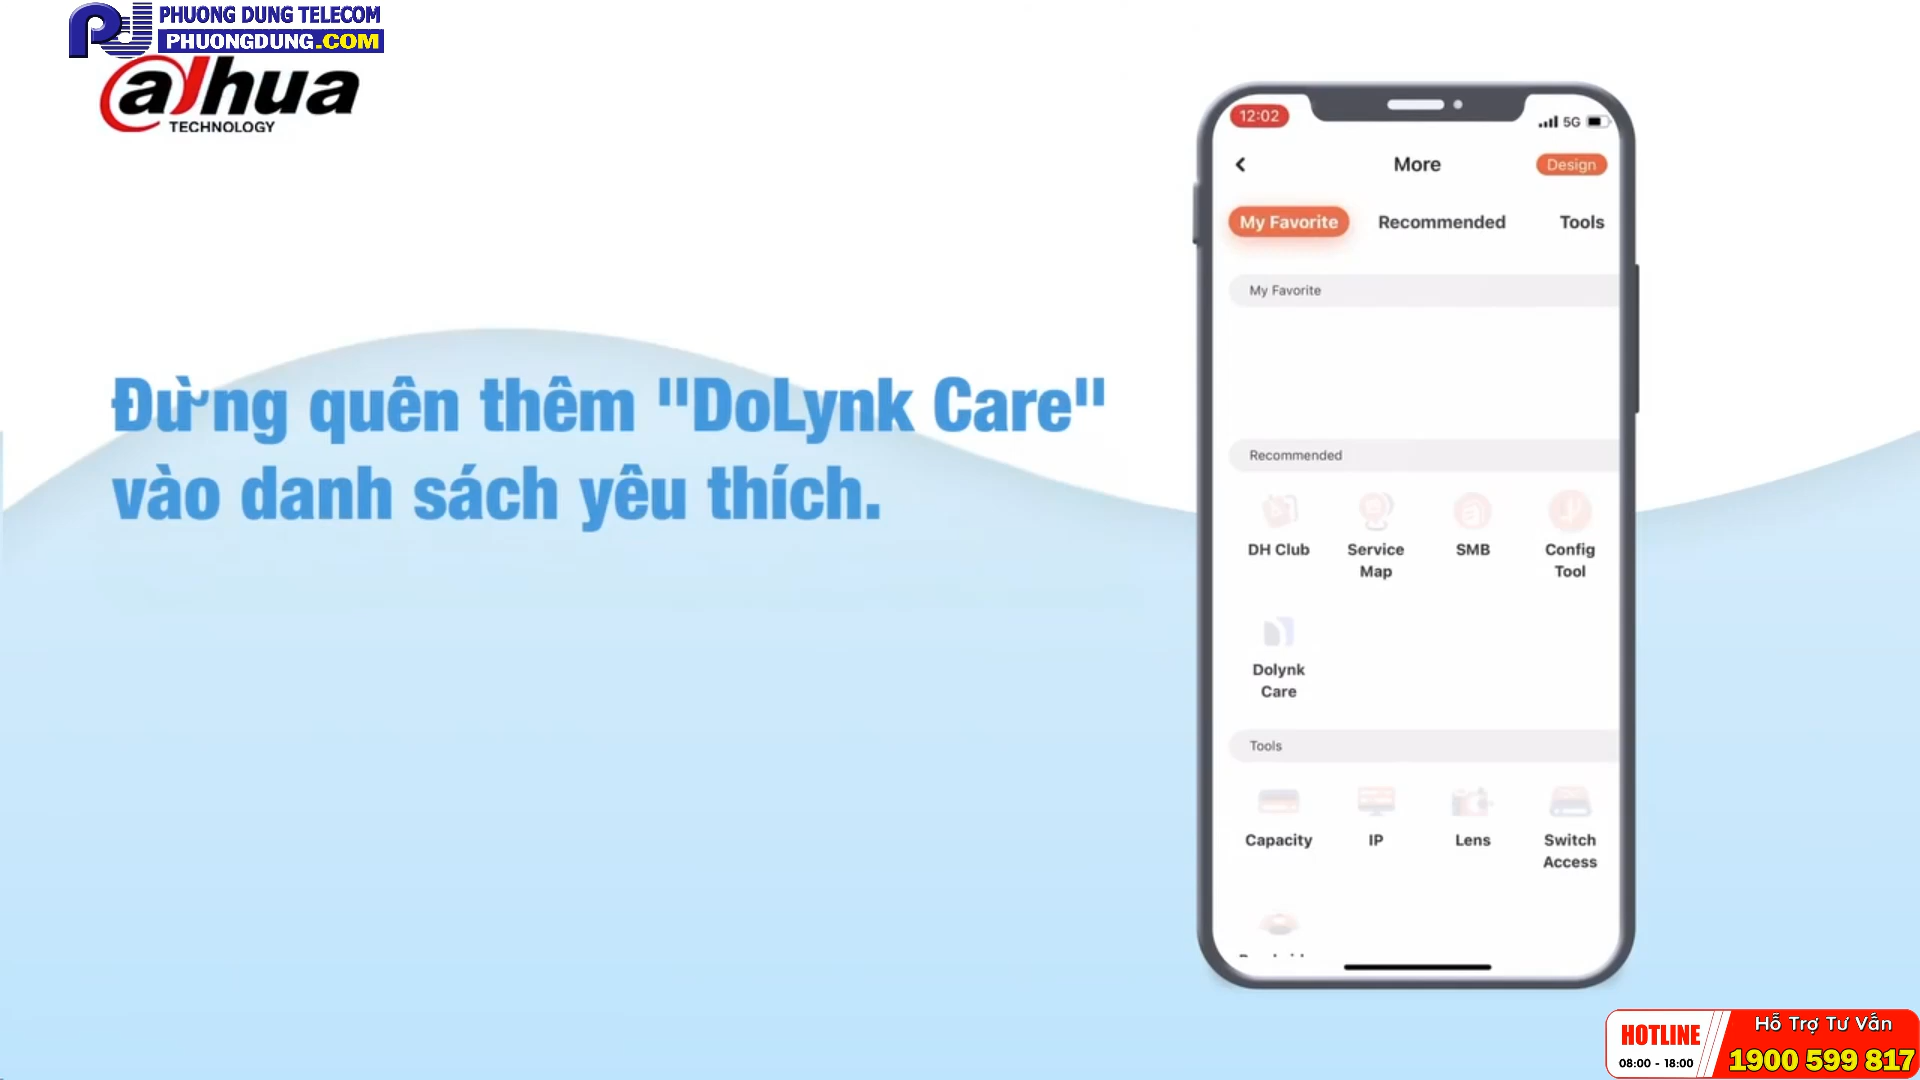 PHUONG DUNG TELECOM
PHUONGDUNG.COM
alhua
TECHNOLOGY
12:02
5G
More
Design
My Favorite
Recommended
Tools
My Favorite
Đừng quên thêm "DoLynk Care"
vào danh sách yêu thích.
Recommended
DH Club
Service
Map
SMB
Config
Tool
Dolynk
Care
Tools
Capacity
IP
Lens
Switch
Access
HOTLINE
08:00 - 18:00
Hỗ Trợ Tư Vấn
1900 599 817